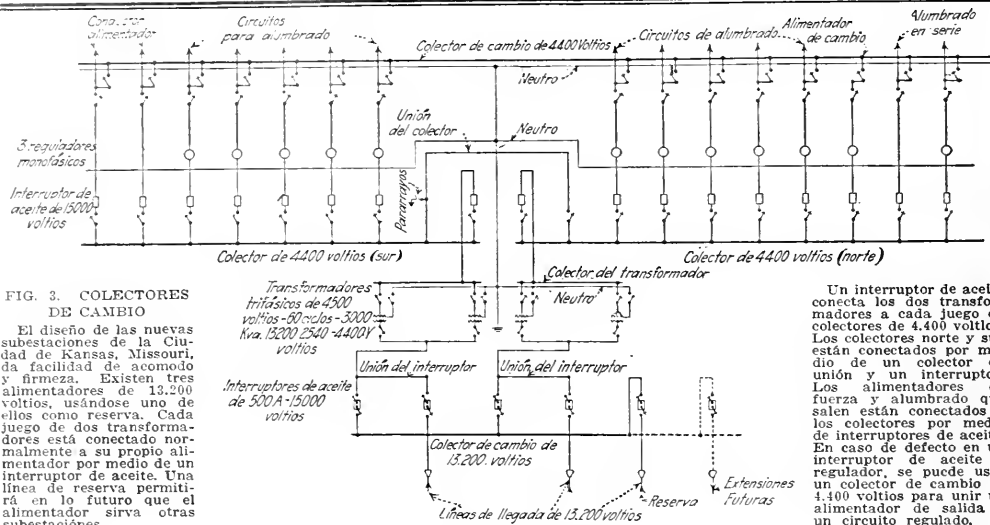 Conductor
alimentador
Circuitos
para alumbrado
Colector de cambio de 4400 Voltios
Circuitos de alumbrado
Alimentador
de cambio
Alumbrado
en serie
Neutro
Unión
del colector
Neutro
3 reguladores
monofásicos
Interruptor de
aceite de 15000
voltios
Pararrayos
Colector de 4400 voltios (sur)
Colector de 4400 voltios (norte)
Colector del transformador
Neutro
Transformadores
trifásicos de 4500
voltios-60 ciclos-3000
Kva. 13200 2540-4400Y
voltios
Unión del interruptor
Unión del interruptor
Interruptores de aceite
de 500 A-15000
voltios
Colector de cambio de
13.200. voltios
Líneas de llegada de 13.200 voltios
Reserva
Extensiones
Futuras
FIG. 3. COLECTORES
DE CAMBIO
El diseño de las nuevas
subestaciones de la Ciu-
dad de Kansas, Missouri,
da facilidad de acomodo
y firmeza. Existen tres
alimentadores de 13.200
voltios, usándose uno de
ellos como reserva. Cada
juego de dos transforma-
dores está conectado nor-
malmente a su propio ali-
mentador por medio de un
interruptor de aceite. Una
línea de reserva permiti-
rá en lo futuro que el
alimentador sirva otras
subestaciónes
Un interruptor de aceit
conecta los dos transfo
madores a cada juego
colectores de 4.400 voltio
Los colectores norte y su
están conectados por m
dio de un colector
unión y un interrupto
Los alimentadores
fuerza y alumbrado qu
salen están conectados
los colectores por med
de interruptores de aceit
En caso de defecto en u
interruptor de aceite
regulador, se puede us
un colector de cambio
4.400 voltios para unir u
alimentador de salida
un circuito regulado.